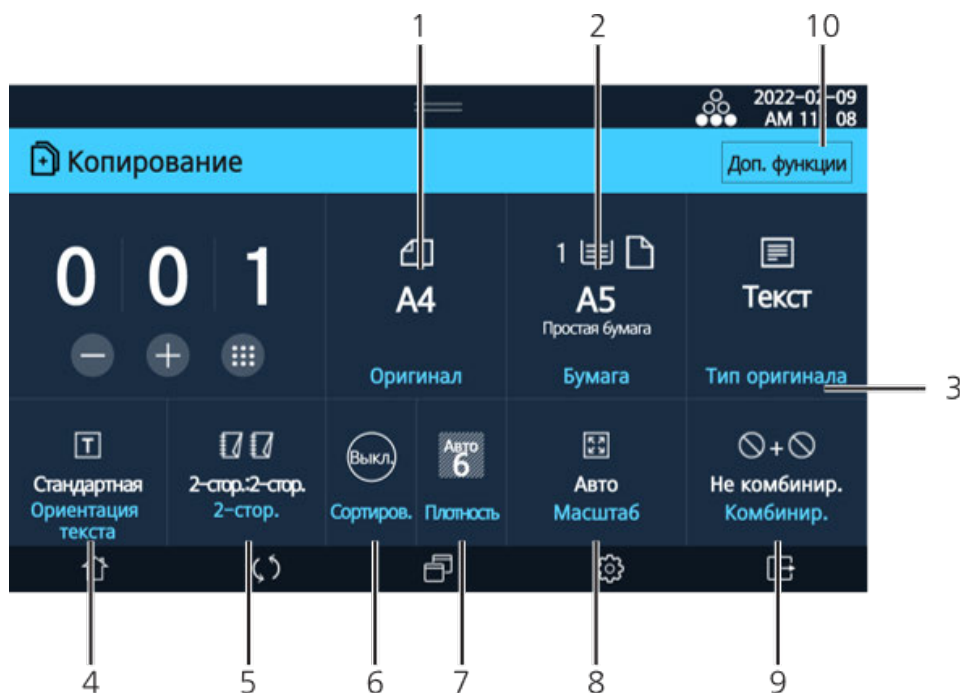 1 2 10
2022-02-09
AM 11 08
Копирование
Доп. функции
0 0 1
A4
Оригинал
1
A5
Простая бумага
Бумага
Текст
Тип оригинала
3
T
Стандартная
Ориентация
текста
2-стор.:2-стор.
2-стор.
Выкл.
Сортиров.
Авто
6
Плотность
Авто
Масштаб
Не комбинир.
Комбинир.
4 5 6 7 8 9